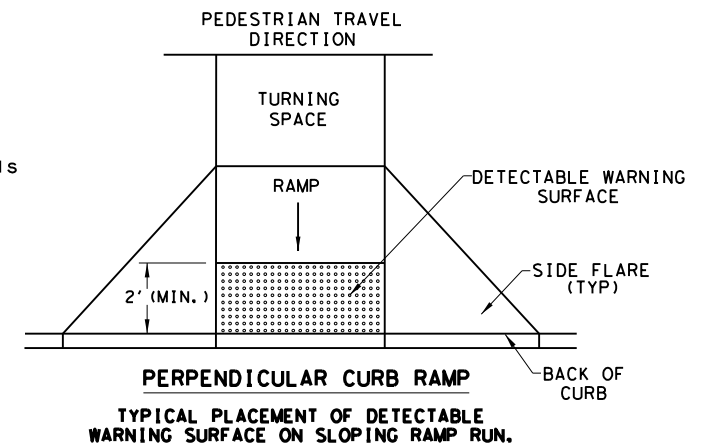 PEDESTRIAN TRAVEL
DIRECTION
TURNING
SPACE
ls
RAMP
DETECTABLE WARNING
SURFACE
2' (MIN.)
SIDE FLARE
(TYP)
BACK OF
CURB
PERPENDICULAR CURB RAMP
TYPICAL PLACEMENT OF DETECTABLE
WARNING SURFACE ON SLOPING RAMP RUN.